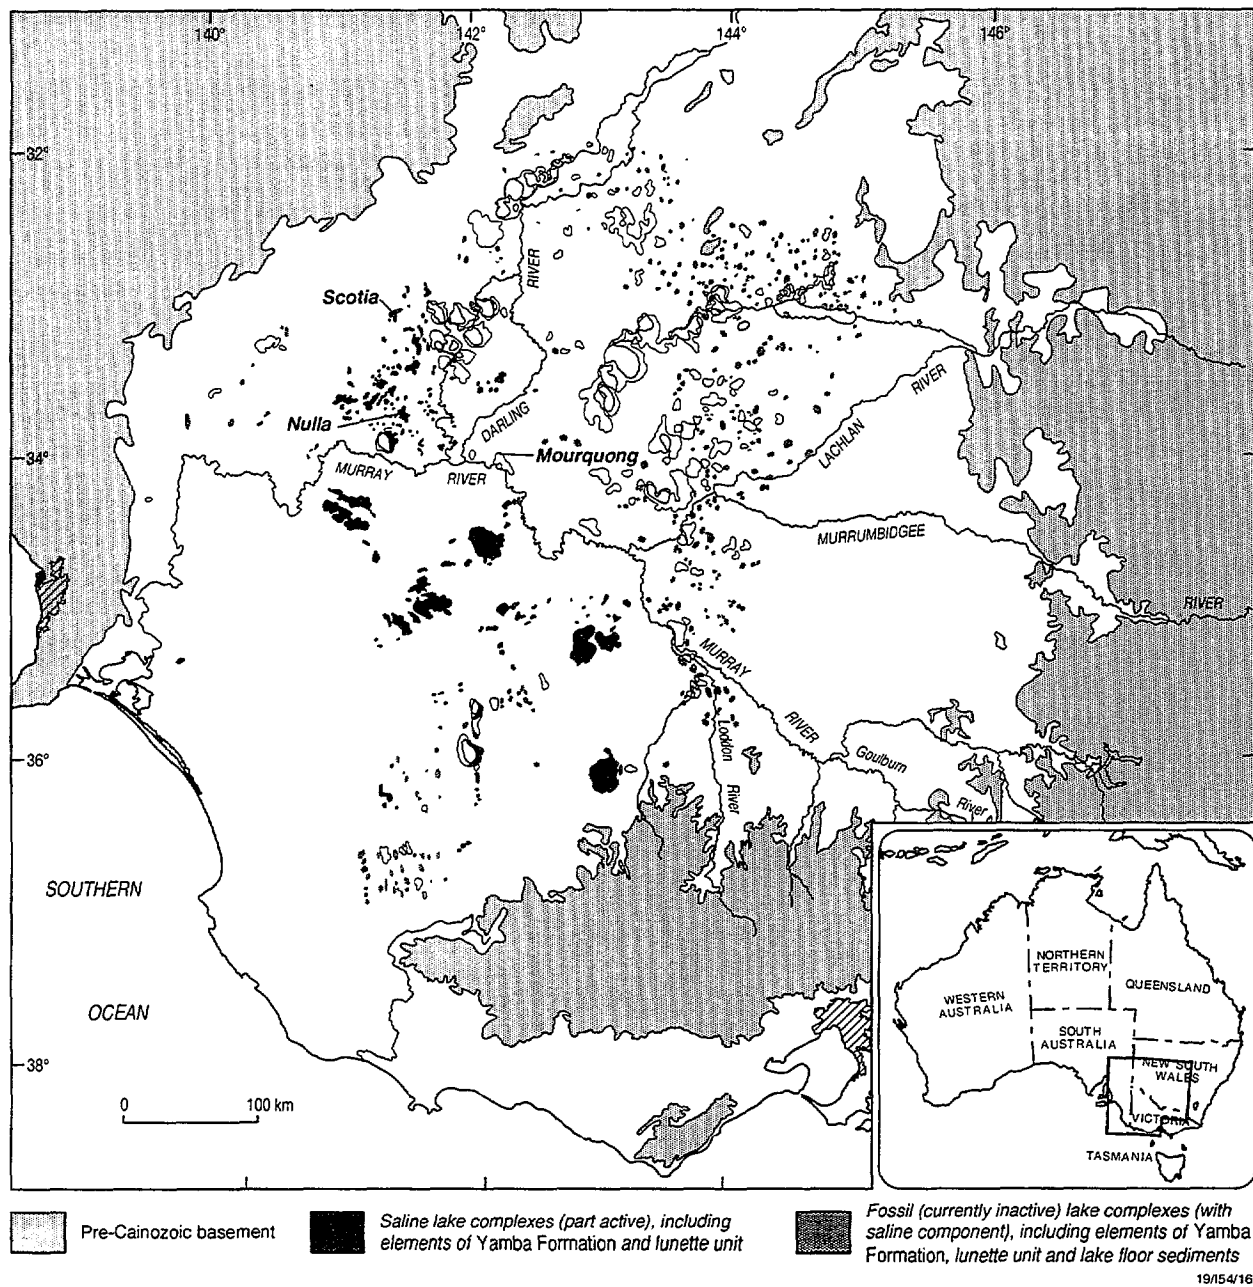 140°
142°
144°
146°
32°
RIVER
Scotia
Nulla
DARLING
RIVER
LACHLAN
34°
MURRAY
RIVER
Mourquong
MURRUMBIDGEE
RIVER
MURRAY
RIVER
Loddon
River
Goulburn
River
36°
SOUTHERN
OCEAN
38°
0 100 km
NORTHERN
TERRITORY
QUEENSLAND
WESTERN
AUSTRALIA
SOUTH
AUSTRALIA
NEW SOUTH
WALES
VICTORIA
TASMANIA
Pre-Cainozoic basement
Saline lake complexes (part active), including
elements of Yamba Formation and lunette unit
Fossil (currently inactive) lake complexes (with
saline component), including elements of Yamba
Formation, lunette unit and lake floor sediments
19/I54/16